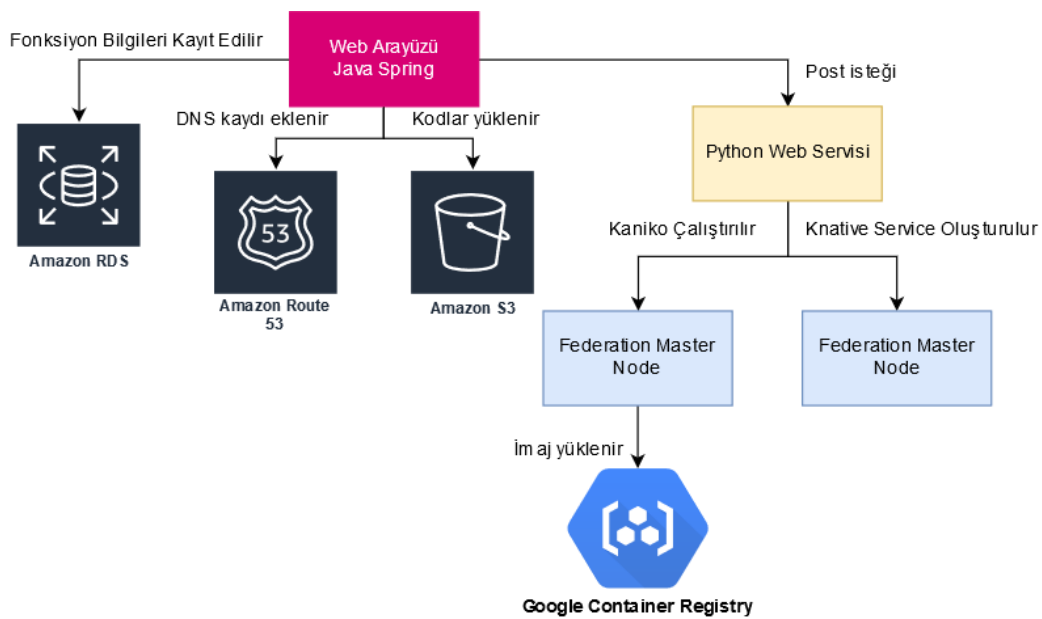 Fonksiyon Bilgileri Kayıt Edilir
Web Arayüzü
Java Spring
Post isteği
DNS kaydı eklenir
Kodlar yüklenir
Python Web Servisi
53
Amazon RDS
Amazon Route
53
Amazon S3
Kaniko Çalıştırılır
Knative Service Oluşturulur
Federation Master
Node
Federation Master
Node
İmaj yüklenir
Google Container Registry